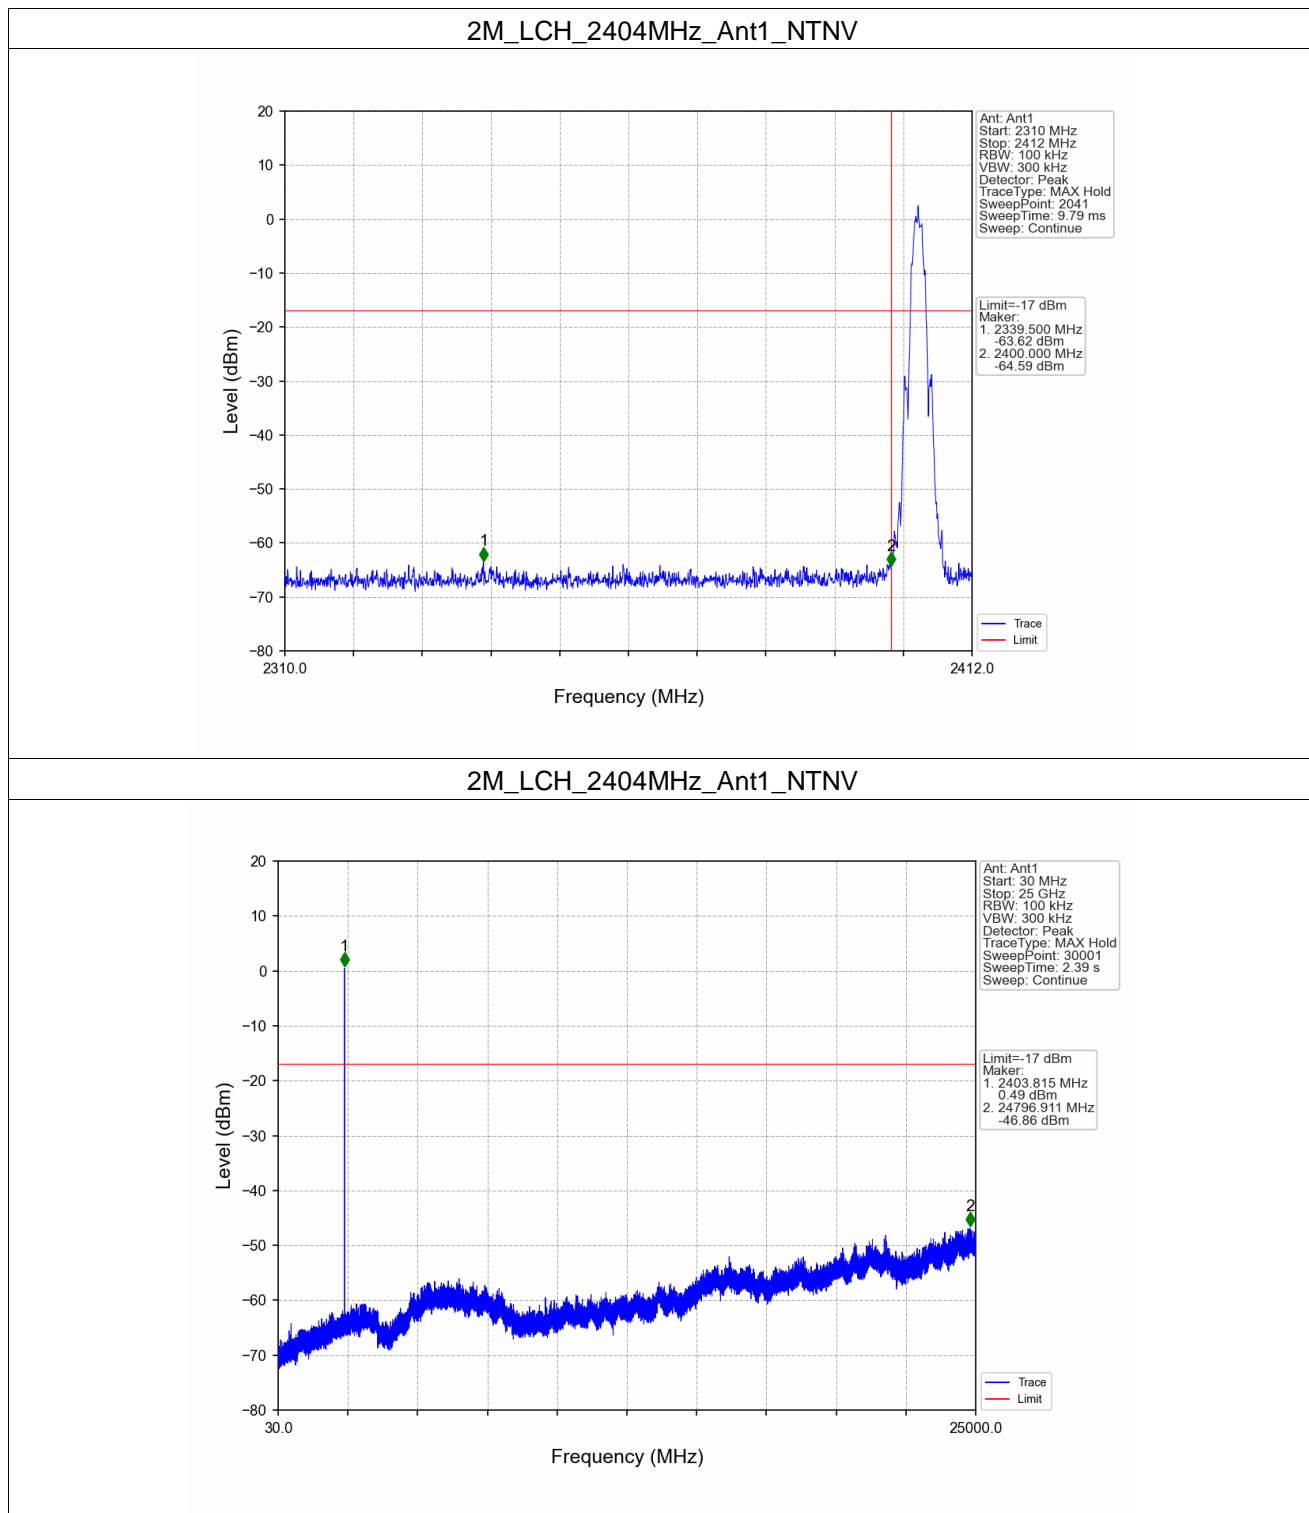 2M_LCH_2404MHz_Ant1_NTNV
20
10
0
−10
−20
−30
−40
−50
−60
−70
−80
Level (dBm)
1
2
2310.0
2412.0
Frequency (MHz)
Ant: Ant1
Start: 2310 MHz
Stop: 2412 MHz
RBW: 100 kHz
VBW: 300 kHz
Detector: Peak
TraceType: MAX Hold
SweepPoint: 2041
SweepTime: 9.79 ms
Sweep: Continue
Limit=-17 dBm
Maker:
1. 2339.500 MHz
-63.62 dBm
2. 2400.000 MHz
-64.59 dBm
Trace
Limit
2M_LCH_2404MHz_Ant1_NTNV
20
10
0
−10
−20
−30
−40
−50
−60
−70
−80
Level (dBm)
1
2
30.0
25000.0
Frequency (MHz)
Ant: Ant1
Start: 30 MHz
Stop: 25 GHz
RBW: 100 kHz
VBW: 300 kHz
Detector: Peak
TraceType: MAX Hold
SweepPoint: 30001
SweepTime: 2.39 s
Sweep: Continue
Limit=-17 dBm
Maker:
1. 2403.815 MHz
0.49 dBm
2. 24796.911 MHz
-46.86 dBm
Trace
Limit